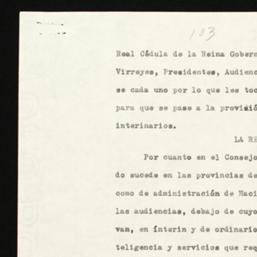 103
Real Cédula de la Reina Gobern
Virreyes, Presidentes, Audienc
se cada uno por lo que les toc
para que se pase a la provisió
interinarios.
LA RE
Por cuanto en el Consejo
do sucede en las provincias de
como de administración de Haci
las audiencias, debajo de cuyo
van, en ínterin y de ordinario
teligencia y servicios que req